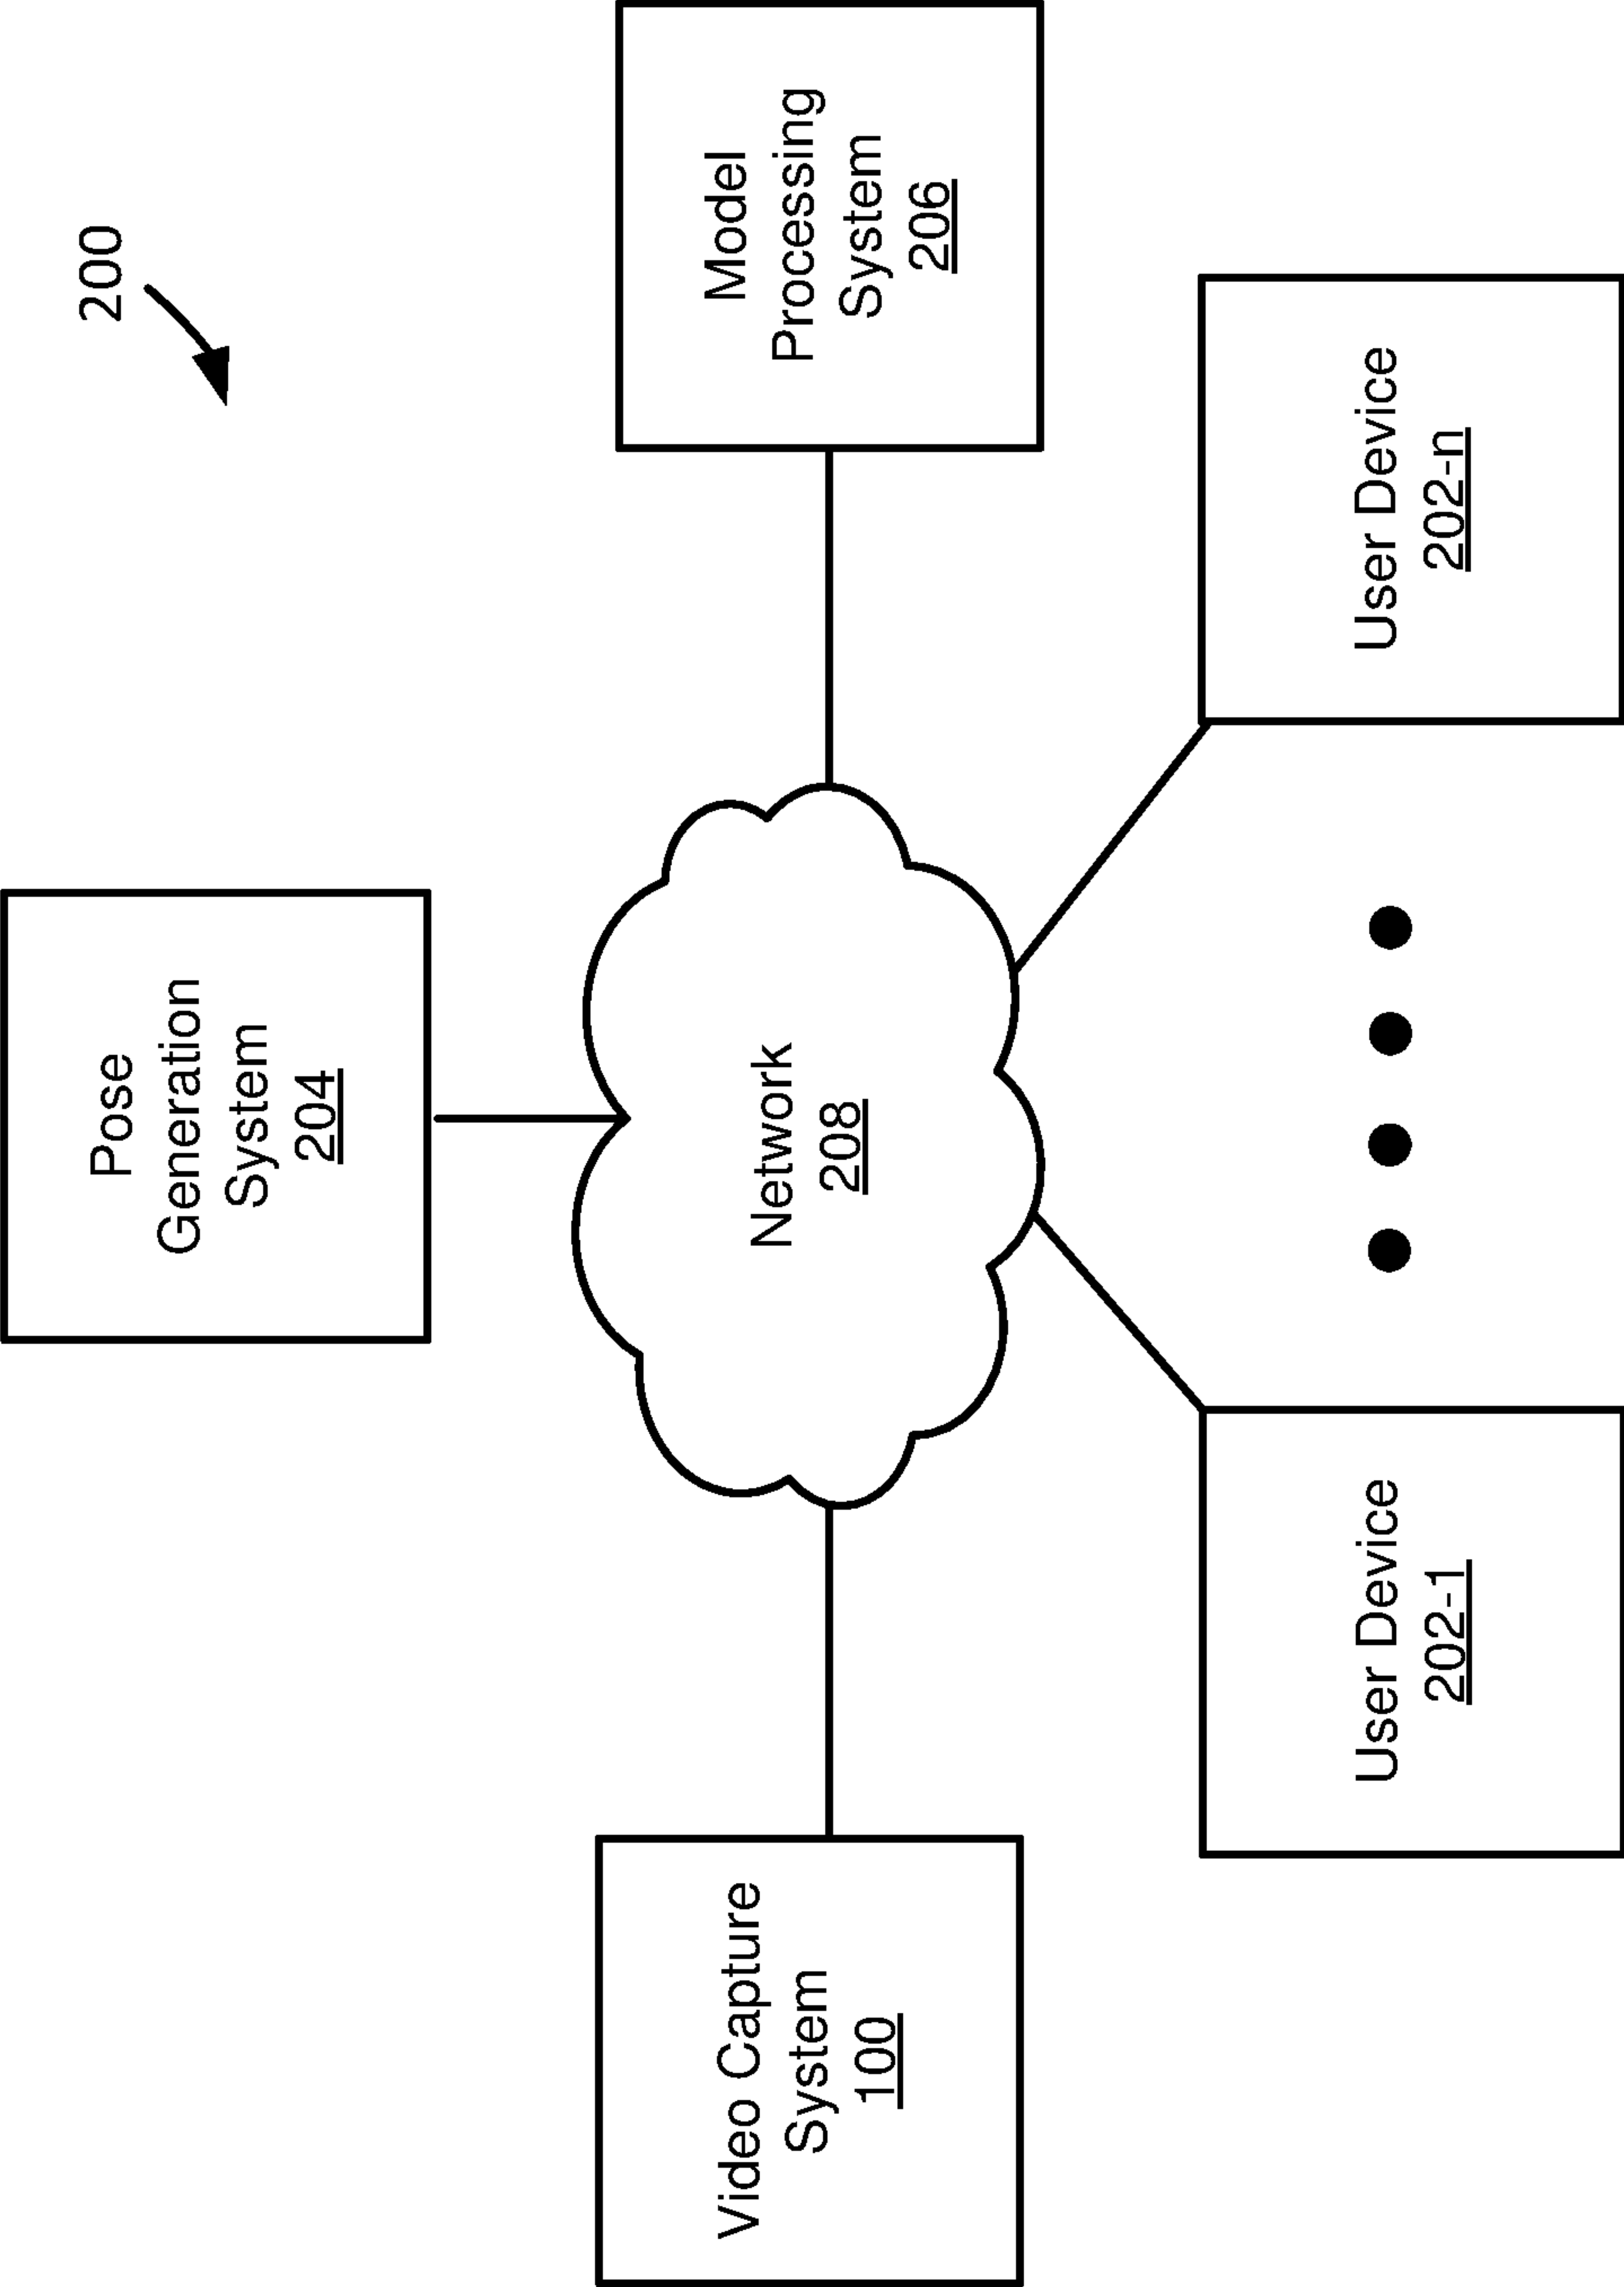 200
Pose
Generation
System
204
Video Capture
System
100
Network
208
Model
Processing
System
206
User Device
202-1
User Device
202-n